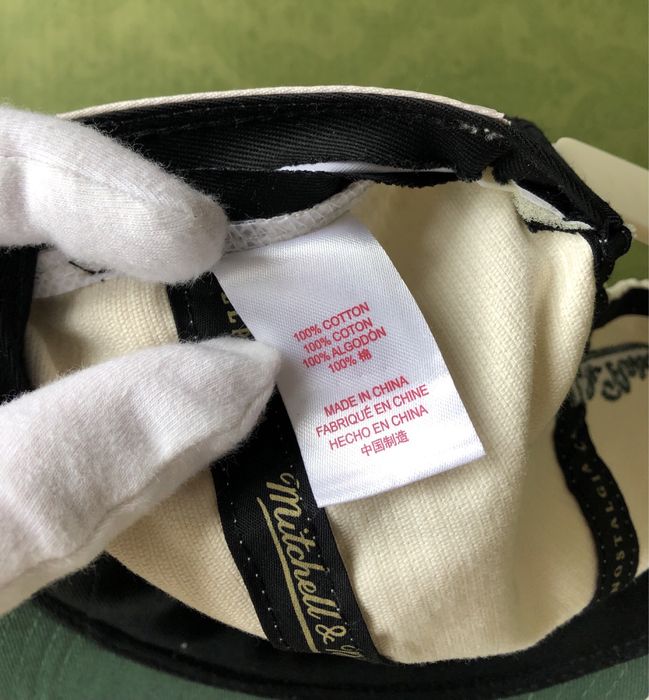 100% COTTON
100% COTON
100% ALGODÓN
100% 棉
MADE IN CHINA
FABRIQUÉ EN CHINE
HECHO EN CHINA
中国制造
Mitchell &
NOSTALGIA